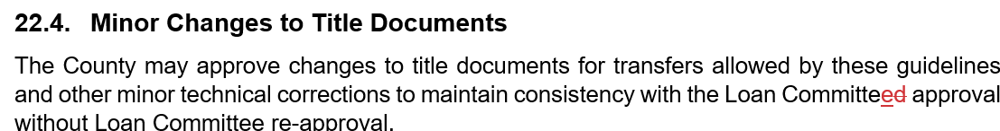 22.4. Minor Changes to Title Documents
The County may approve changes to title documents for transfers allowed by these guidelines
and other minor technical corrections to maintain consistency with the Loan Committeed approval
without Loan Committee re-approval.